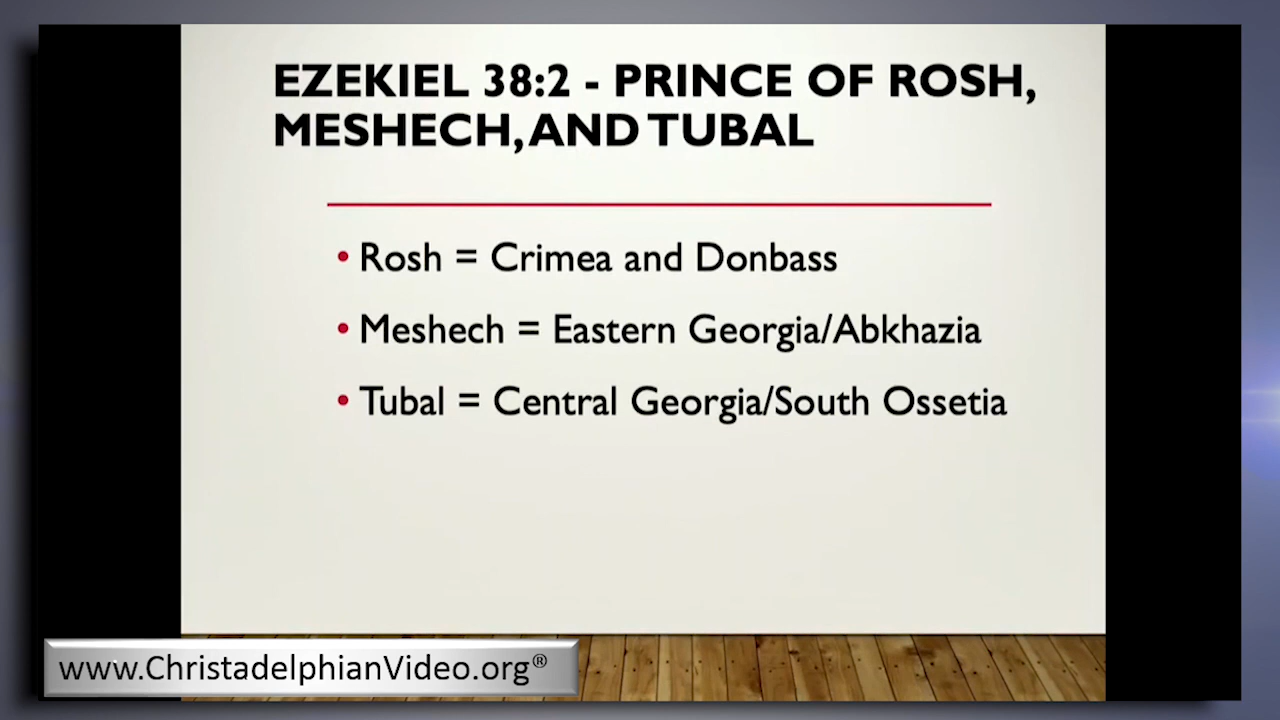 EZEKIEL 38:2 - PRINCE OF ROSH,
MESHECH, AND TUBAL
• Rosh = Crimea and Donbass
• Meshech = Eastern Georgia/Abkhazia
• Tubal = Central Georgia/South Ossetia
www.ChristadelphianVideo.org®